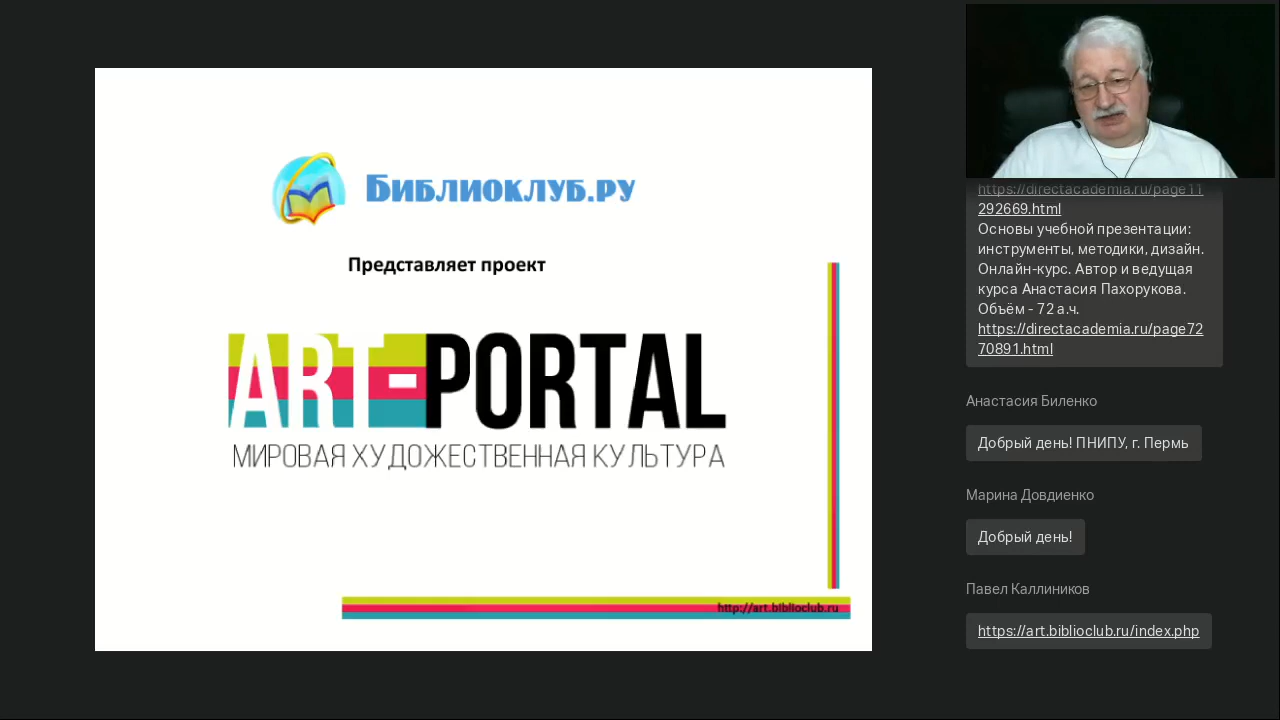 БИБЛИОКЛУБ.РУ
Представляет проект
ART-PORTAL
МИРОВАЯ ХУДОЖЕСТВЕННАЯ КУЛЬТУРА
http://art.biblioclub.ru
https://directacademia.ru/page11
292669.html
Основы учебной презентации:
инструменты, методики, дизайн.
Онлайн-курс. Автор и ведущая
курса Анастасия Пахорукова.
Объём - 72 а.ч.
https://directacademia.ru/page72
70891.html
Анастасия Биленко
Добрый день! ПНИПУ, г. Пермь
Марина Довдиенко
Добрый день!
Павел Каллиников
https://art.biblioclub.ru/index.php